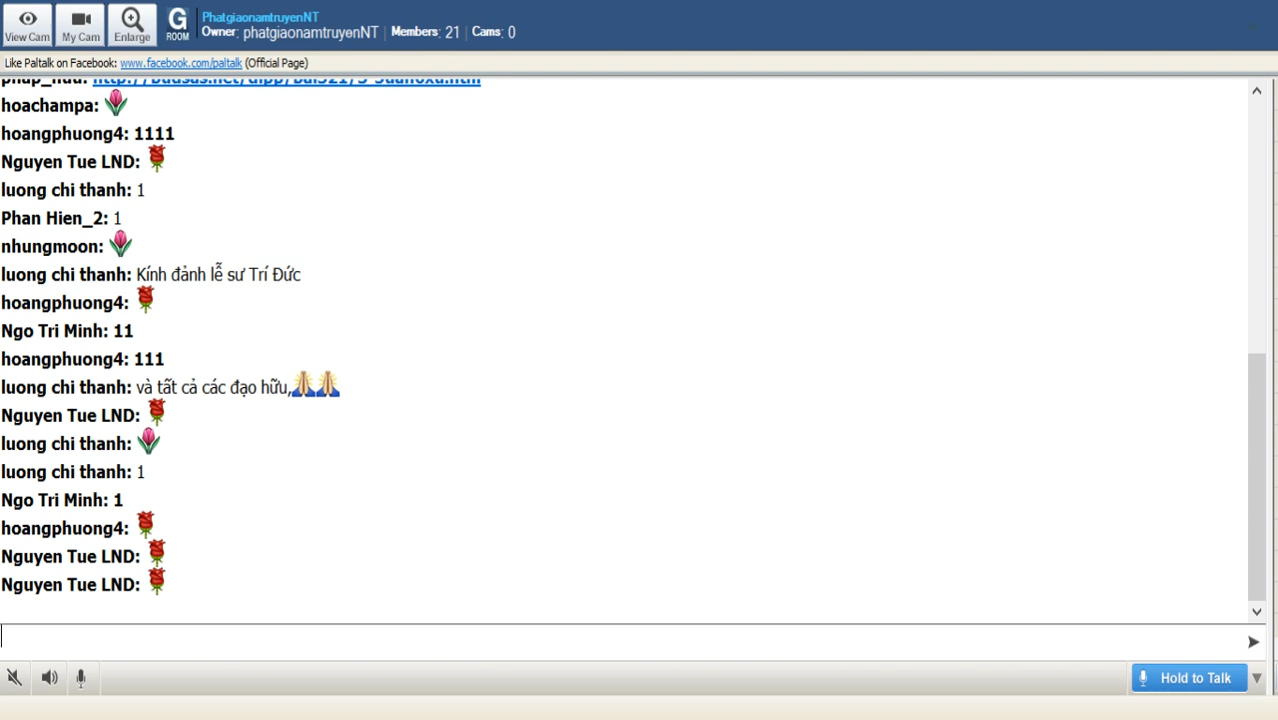 View Cam
My Cam
Enlarge
G
ROOM
PhatgiaonamtruyenNT
Owner: phatgiaonamtruyenNT
Members: 21
Cams: 0
Like Paltalk on Facebook: www.facebook.com/paltalk (Official Page)
hoachampa:
hoangphuong4: 1111
Nguyen Tue LND:
luong chi thanh: 1
Phan Hien_2: 1
nhungmoon:
luong chi thanh: Kính đảnh lễ sư Trí Đức
hoangphuong4:
Ngo Tri Minh: 11
hoangphuong4: 111
luong chi thanh: và tất cả các đạo hữu,
Nguyen Tue LND:
luong chi thanh:
luong chi thanh: 1
Ngo Tri Minh: 1
hoangphuong4:
Nguyen Tue LND:
Nguyen Tue LND:
Hold to Talk